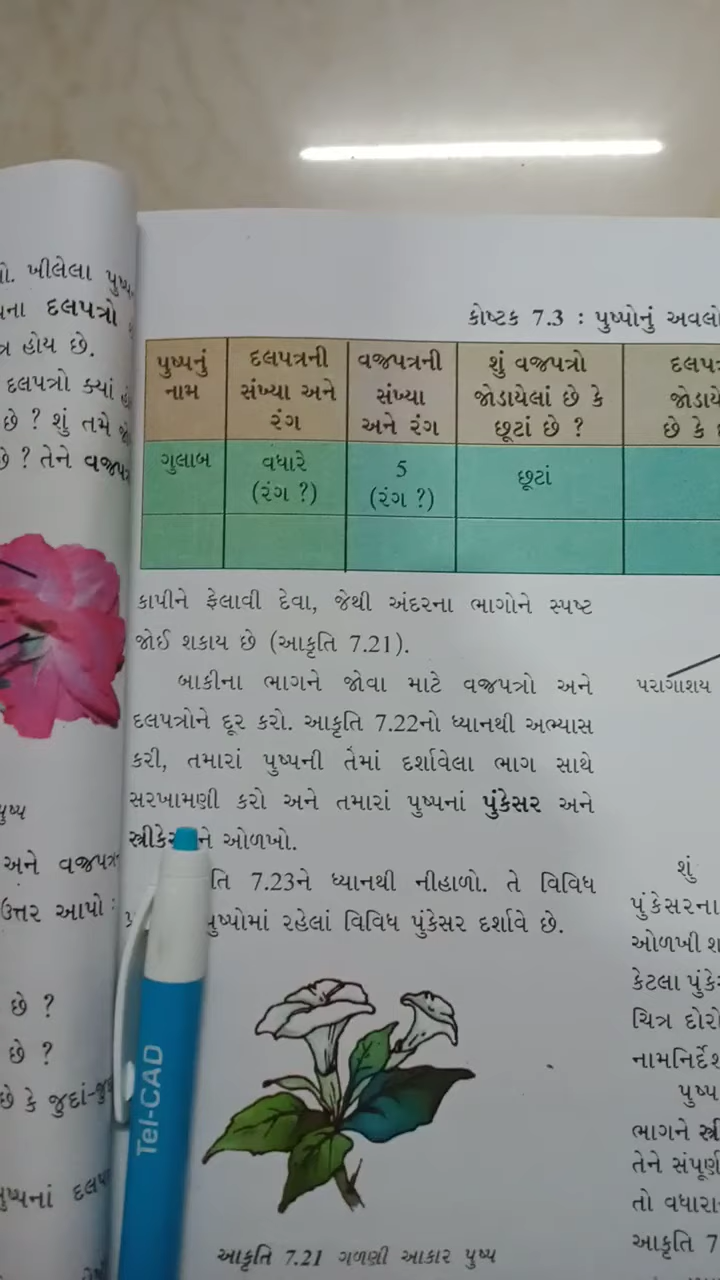 ખીલેલા
દલપત્રો
હોય છે.
દલપત્રો ક્યાં
છે ? શું તમે
તેને
અને
ઉત્તર આપો :
છે ?
છે ?
છે કે
કોષ્ટક 7.3 : પુષ્પોનું
પુષ્પનું નામ
દલપત્રની સંખ્યા અને રંગ
વજ્રપત્રની સંખ્યા અને રંગ
શું વજ્રપત્રો જોડાયેલાં છે કે છૂટાં છે ?
છે કે
ગુલાબ
વધારે (રંગ ?)
5 (રંગ ?)
છૂટાં
કાપીને ફેલાવી દેવા, જેથી અંદરના ભાગોને સ્પષ્ટ
જોઈ શકાય છે (આકૃતિ 7.21).
બાકીના ભાગને જોવા માટે વજ્રપત્રો અને
દલપત્રોને દૂર કરો. આકૃતિ 7.22નો ધ્યાનથી અભ્યાસ
કરી, તમારાં પુષ્પની તેમાં દર્શાવેલા ભાગ સાથે
સરખામણી કરો અને તમારાં પુષ્પનાં પુંકેસર અને
ઓળખો.
7.23ને ધ્યાનથી નીહાળો. તે વિવિધ
પુષ્પોમાં રહેલાં વિવિધ પુંકેસર દર્શાવે છે.
આકૃતિ 7.21 ગળણી આકાર પુષ્પ
પરાગાશય
શું
પુંકેસરના
ઓળખી
કેટલા
ચિત્ર દોરો
ભાગને
તેને
તો
આકૃતિ
Tel-CAD